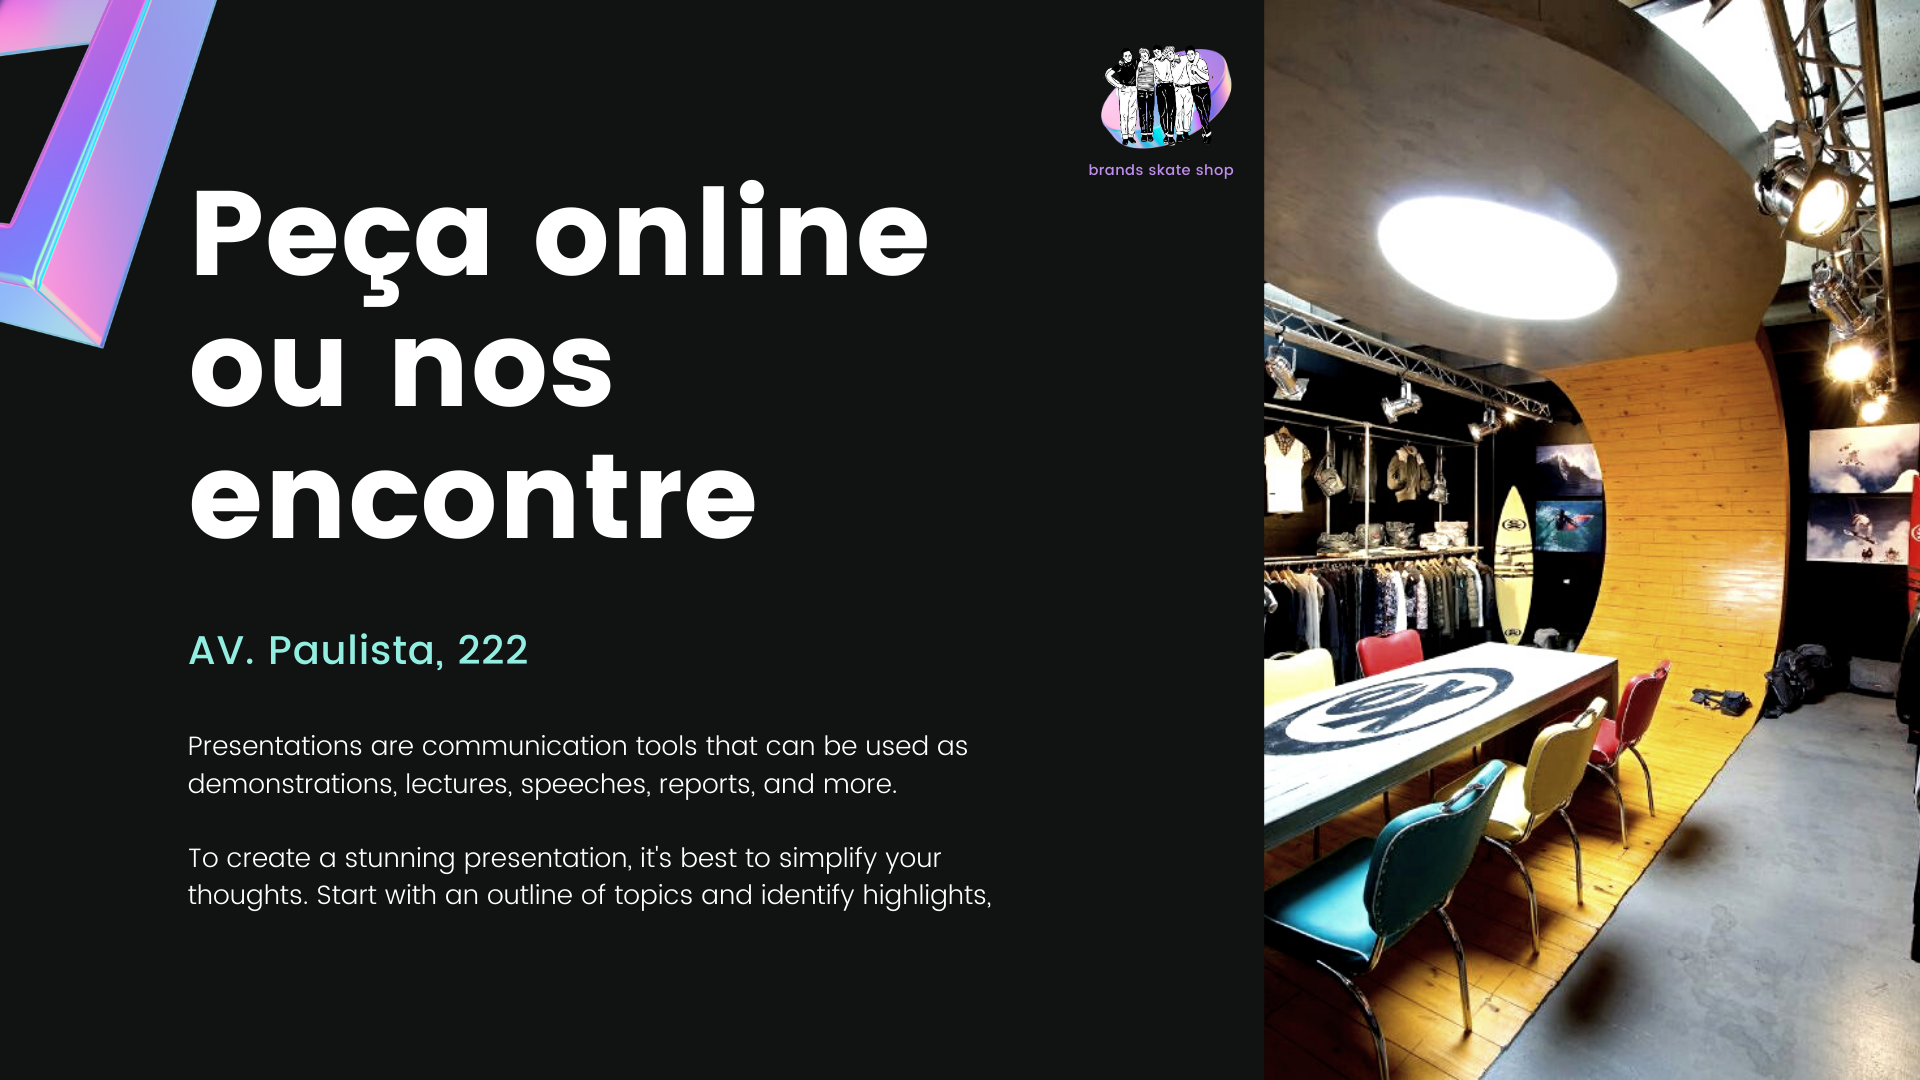 brands skate shop
Peça online
ou nos
encontre
AV. Paulista, 222
Presentations are communication tools that can be used as
demonstrations, lectures, speeches, reports, and more.
To create a stunning presentation, it's best to simplify your
thoughts. Start with an outline of topics and identify highlights,